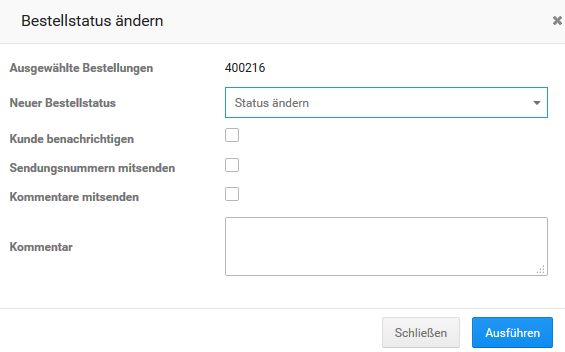 Bestellstatus ändern
Ausgewählte Bestellungen 400216
Neuer Bestellstatus Status ändern
Kunde benachrichtigen
Sendungsnummern mitsenden
Kommentare mitsenden
Kommentar
Schließen Ausführen